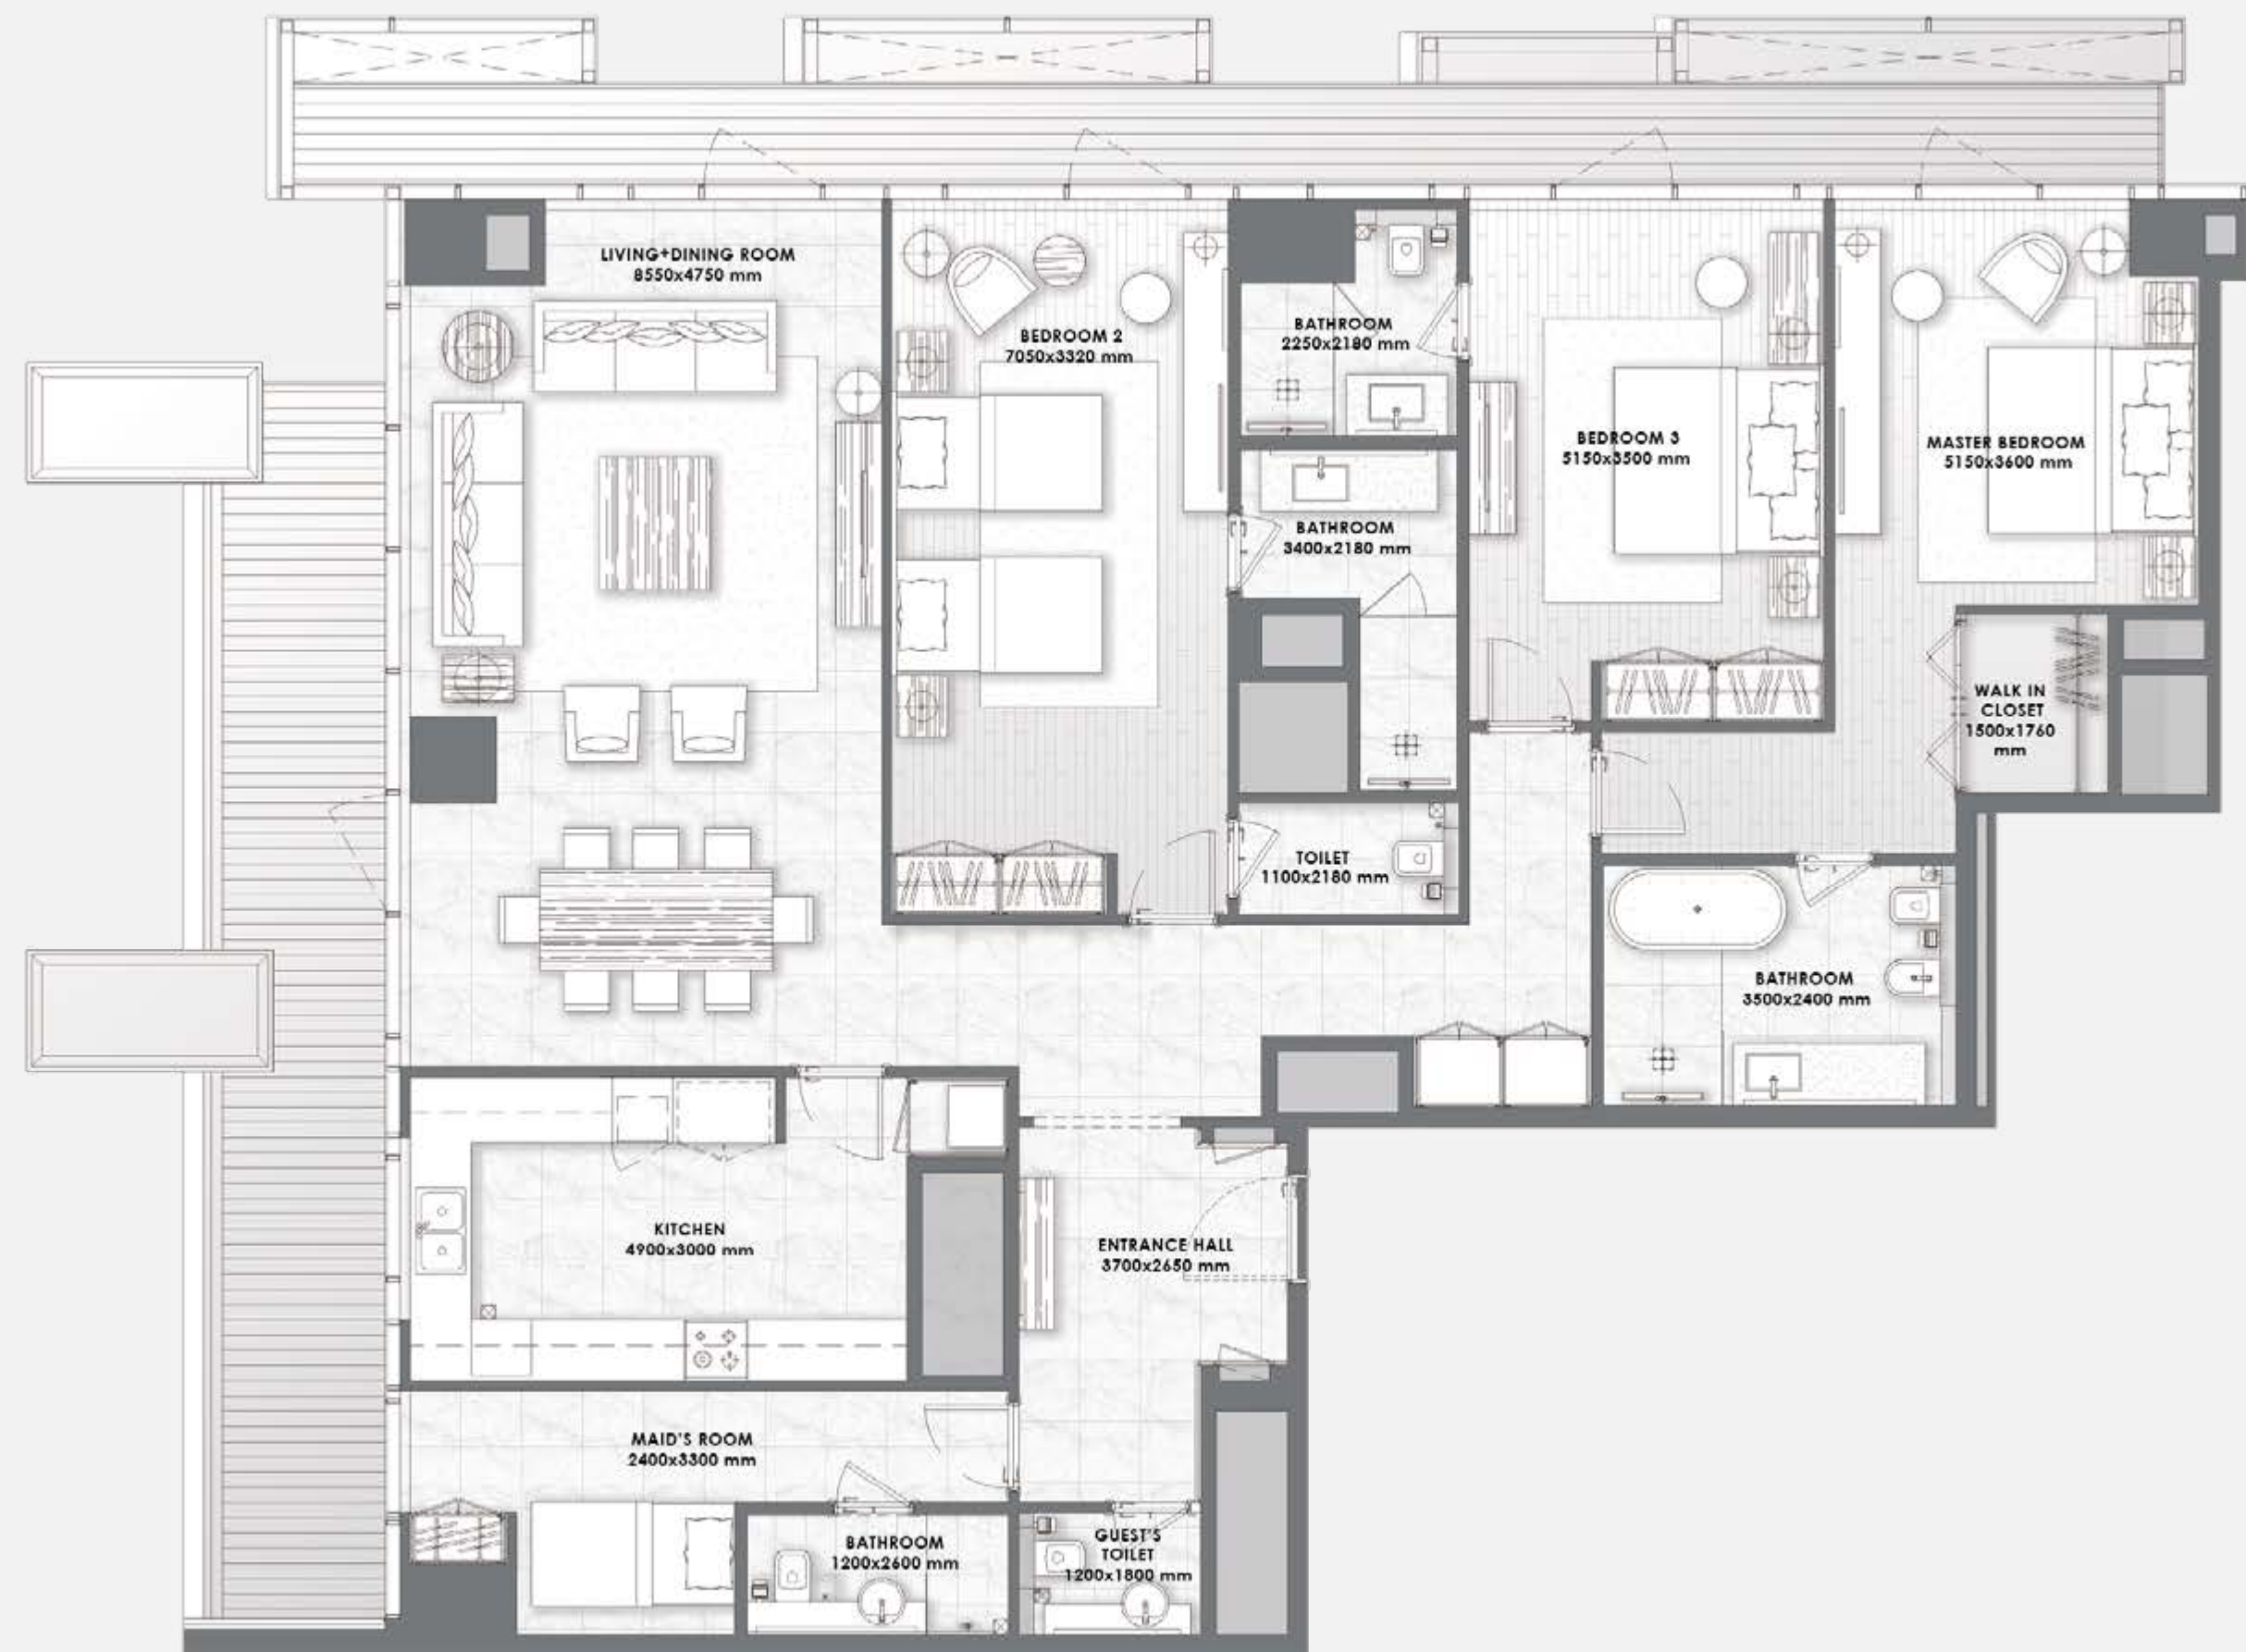 LIVING+DINING ROOM
8550x4750 mm
BEDROOM 2
7050x3320 mm
BATHROOM
2250x2180 mm
BEDROOM 3
5150x3500 mm
MASTER BEDROOM
5150x3600 mm
BATHROOM
3400x2180 mm
WALK IN
CLOSET
1500x1760
mm
TOILET
1100x2180 mm
BATHROOM
3500x2400 mm
KITCHEN
4900x3000 mm
ENTRANCE HALL
3700x2650 mm
MAID'S ROOM
2400x3300 mm
BATHROOM
1200x2600 mm
GUEST'S
TOILET
1200x1800 mm